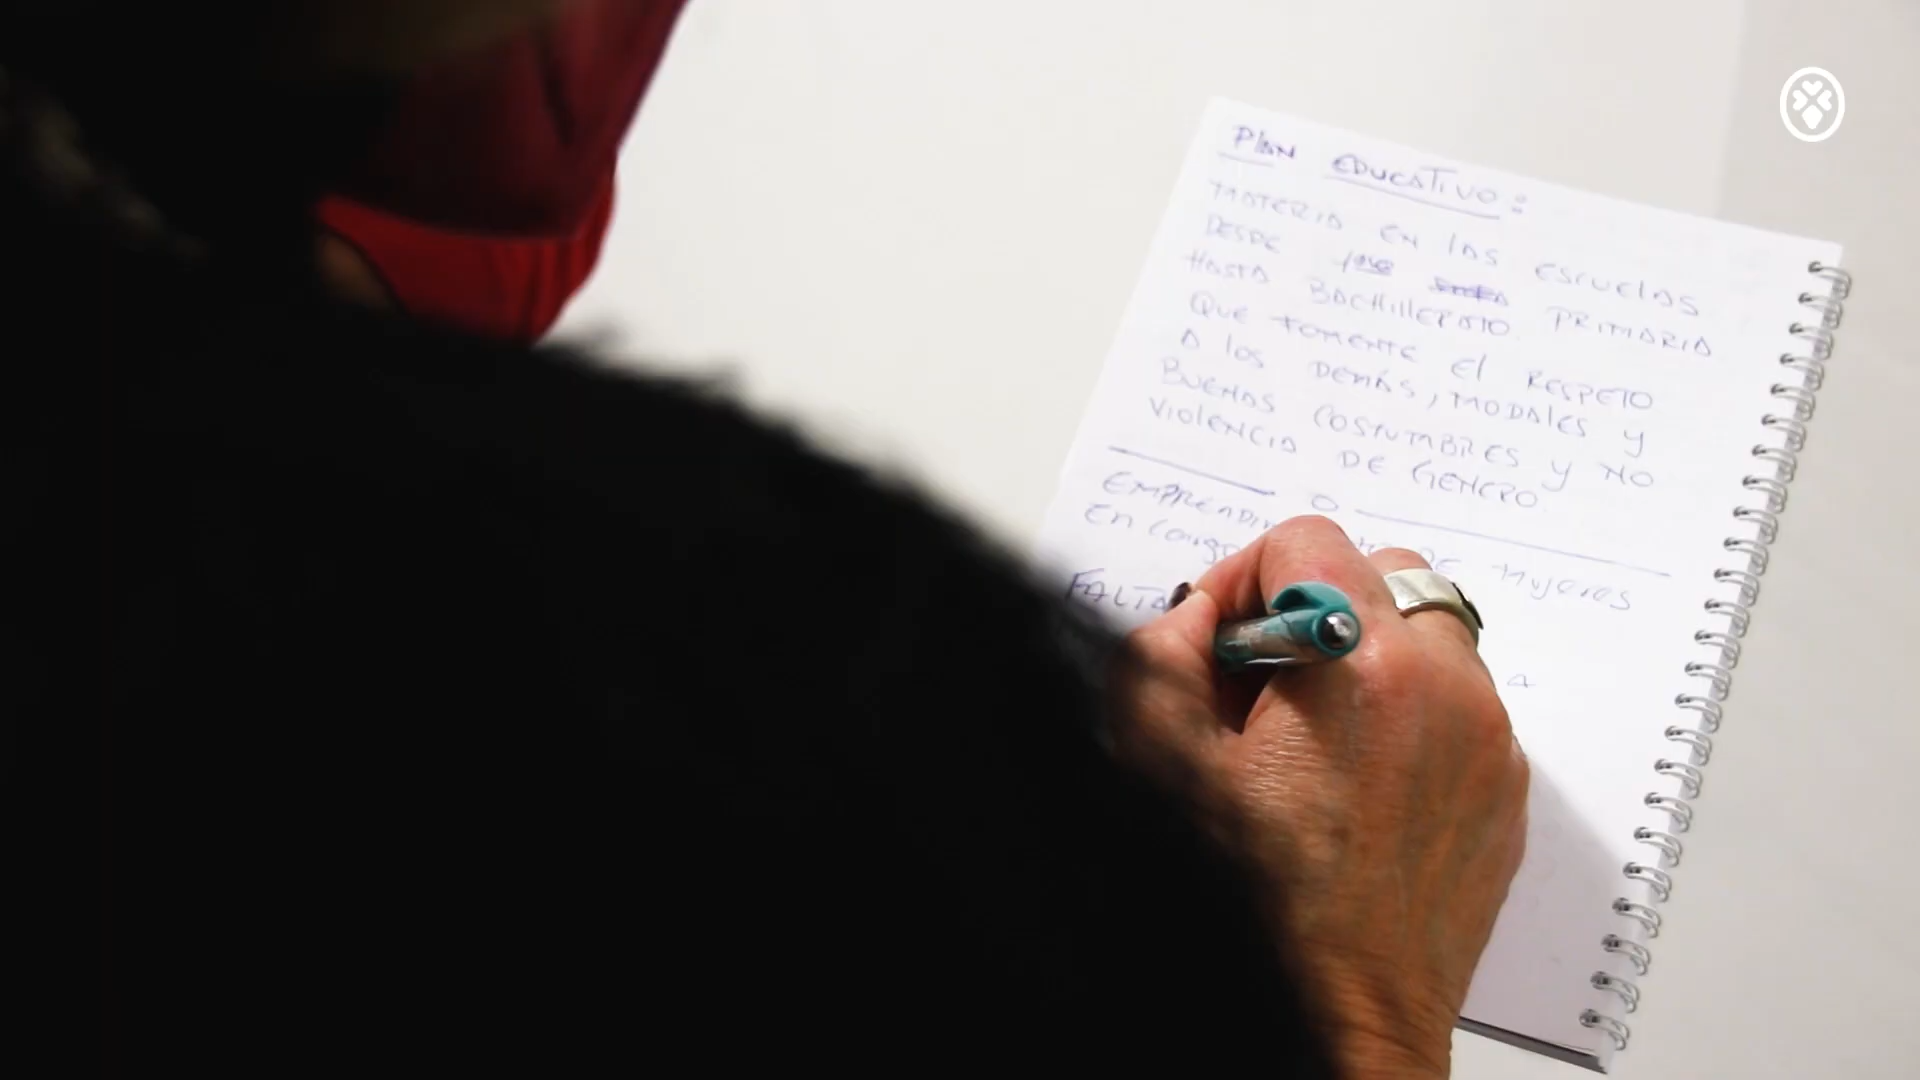 PLAN EDUCATIVO:
MATERIA EN LAS ESCUELAS
DESDE PRIMARIA
HASTA BACHILLERATO
QUE FOMENTE El RESPETO
A los DEMÁS, MODALES Y
BUENAS COSTUMBRES Y NO
VIOLENCIA DE GENERO
O
DE MUJERES
EN
FALTA